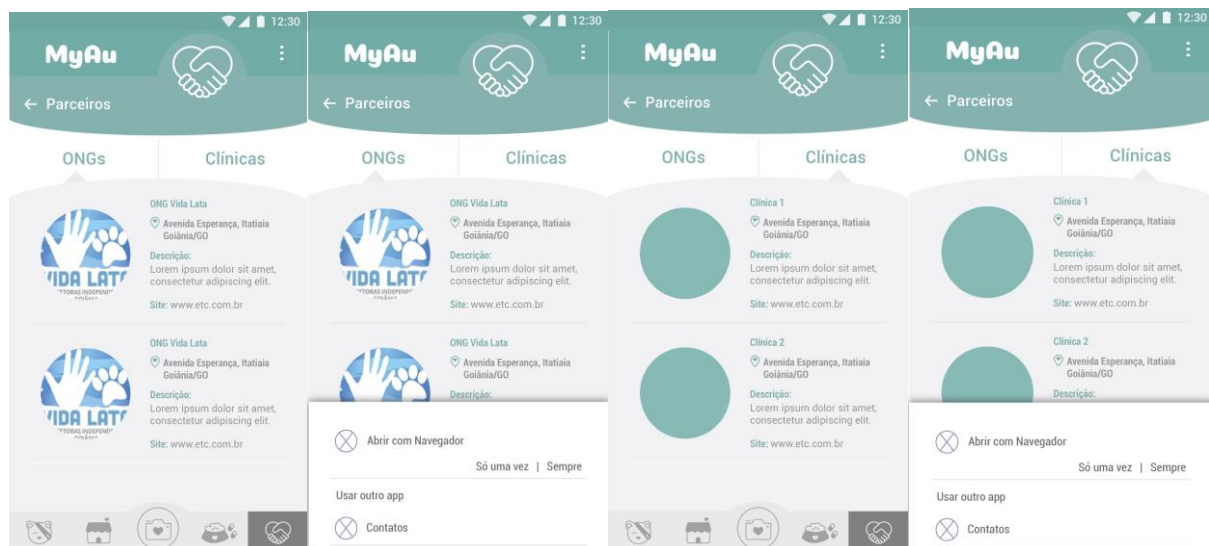 12:30
MyAu
← Parceiros
ONGs Clínicas
ONG Vida Lata
Avenida Esperança, Itatiaia
Goiânia/GO
Descrição:
Lorem ipsum dolor sit amet,
consectetur adipiscing elit.
VIDA LATA
Site: www.etc.com.br
ONG Vida Lata
Avenida Esperança, Itatiaia
Goiânia/GO
Descrição:
Lorem ipsum dolor sit amet,
consectetur adipiscing elit.
VIDA LATA
Site: www.etc.com.br
12:30
MyAu
← Parceiros
ONGs Clínicas
ONG Vida Lata
Avenida Esperança, Itatiaia
Goiânia/GO
Descrição:
Lorem ipsum dolor sit amet,
consectetur adipiscing elit.
VIDA LATA
Site: www.etc.com.br
ONG Vida Lata
Avenida Esperança, Itatiaia
Goiânia/GO
Descrição:
Abrir com Navegador
Só uma vez | Sempre
Usar outro app
Contatos
12:30
MyAu
← Parceiros
ONGs Clínicas
Clínica 1
Avenida Esperança, Itatiaia
Goiânia/GO
Descrição:
Lorem ipsum dolor sit amet,
consectetur adipiscing elit.
Site: www.etc.com.br
Clínica 2
Avenida Esperança, Itatiaia
Goiânia/GO
Descrição:
Lorem ipsum dolor sit amet,
consectetur adipiscing elit.
Site: www.etc.com.br
12:30
MyAu
← Parceiros
ONGs Clínicas
Clínica 1
Avenida Esperança, Itatiaia
Goiânia/GO
Descrição:
Lorem ipsum dolor sit amet,
consectetur adipiscing elit.
Site: www.etc.com.br
Clínica 2
Avenida Esperança, Itatiaia
Goiânia/GO
Descrição:
Abrir com Navegador
Só uma vez | Sempre
Usar outro app
Contatos